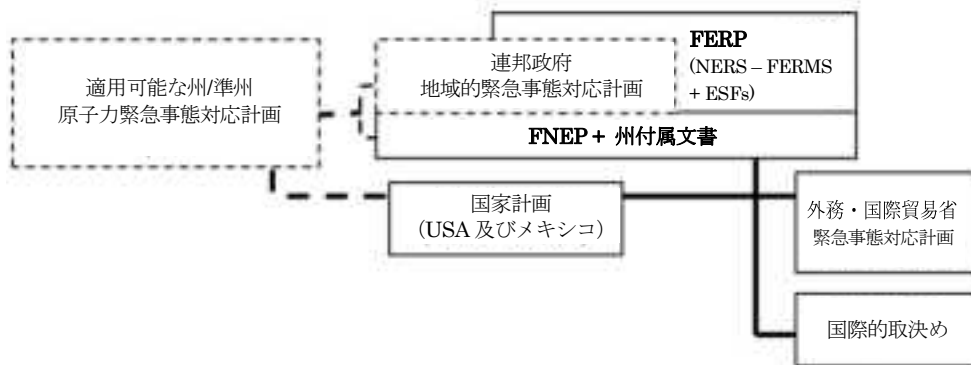 適用可能な州/準州
原子力緊急事態対応計画
連邦政府
地域的緊急事態対応計画
FERP
(NERS – FERMS
+ ESFs)
FNEP + 州付属文書
国家計画
(USA 及びメキシコ)
外務・国際貿易省
緊急事態対応計画
国際的取決め